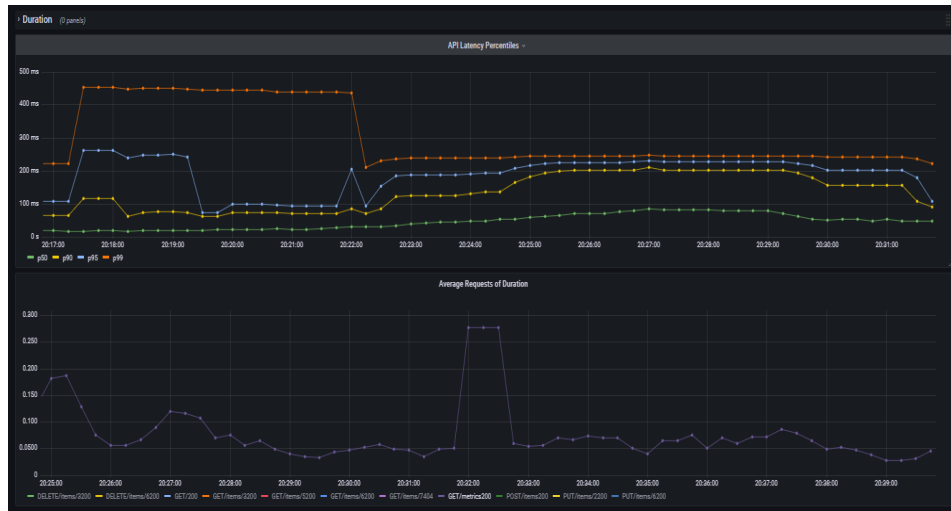 › Duration (0 panels)
API Latency Percentiles
500 ms
400 ms
300 ms
200 ms
100 ms
0 s
20:17:00 20:18:00 20:19:00 20:20:00 20:21:00 20:22:00 20:23:00 20:24:00 20:25:00 20:26:00 20:27:00 20:28:00 20:29:00 20:30:00 20:31:00
p50 p90 p95 p99
Average Requests of Duration
0.300
0.250
0.200
0.150
0.100
0.0500
0
20:25:00 20:26:00 20:27:00 20:28:00 20:29:00 20:30:00 20:31:00 20:32:00 20:33:00 20:34:00 20:35:00 20:36:00 20:37:00 20:38:00 20:39:00
DELETE/items/3200 DELETE/items/6200 GET/200 GET/items/3200 GET/items/5200 GET/items/6200 GET/items/7404 GET/metrics200 POST/items200 PUT/items/2200 PUT/items/6200